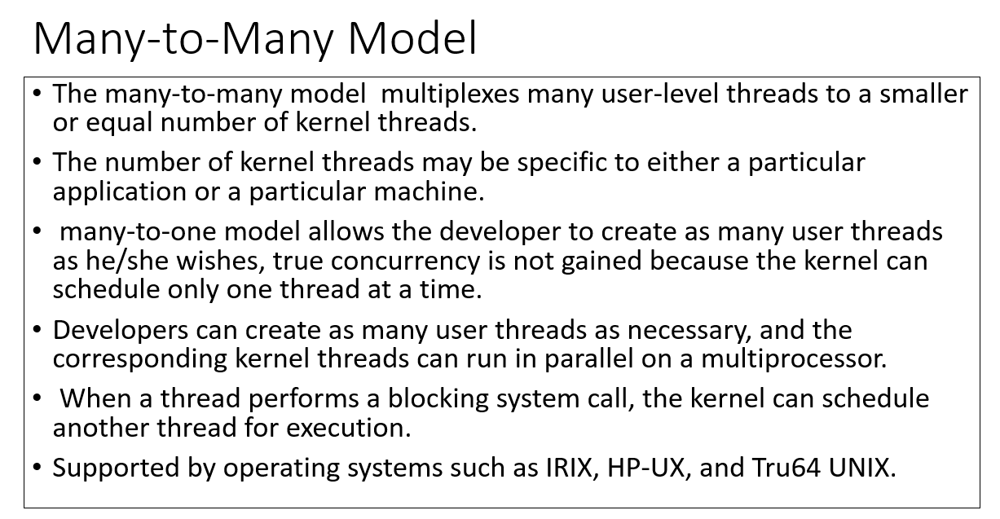 Many-to-Many Model
• The many-to-many model  multiplexes many user-level threads to a smaller
or equal number of kernel threads.
• The number of kernel threads may be specific to either a particular
application or a particular machine.
•  many-to-one model allows the developer to create as many user threads
as he/she wishes, true concurrency is not gained because the kernel can
schedule only one thread at a time.
• Developers can create as many user threads as necessary, and the
corresponding kernel threads can run in parallel on a multiprocessor.
•  When a thread performs a blocking system call, the kernel can schedule
another thread for execution.
• Supported by operating systems such as IRIX, HP-UX, and Tru64 UNIX.